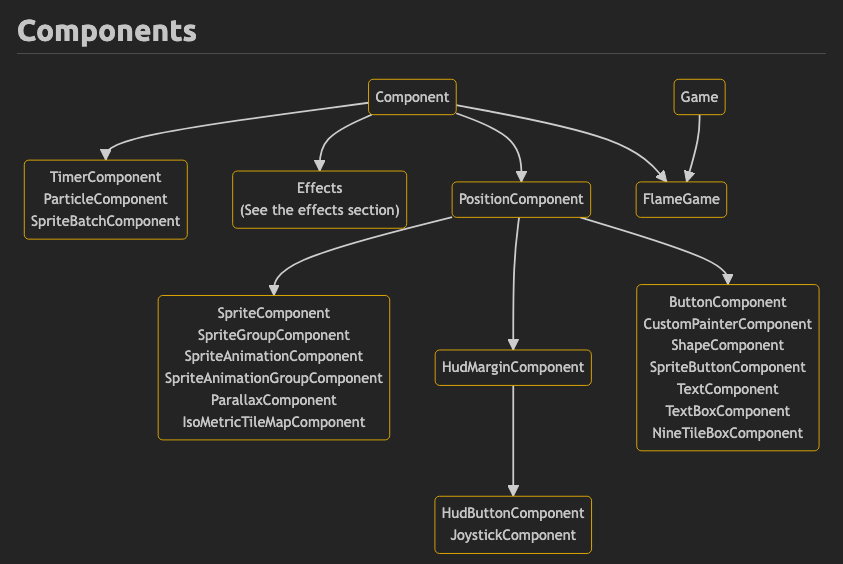 Components
Component
Game
TimerComponent
ParticleComponent
SpriteBatchComponent
Effects
(See the effects section)
PositionComponent
FlameGame
SpriteComponent
SpriteGroupComponent
SpriteAnimationComponent
SpriteAnimationGroupComponent
ParallaxComponent
IsoMetricTileMapComponent
HudMarginComponent
ButtonComponent
CustomPainterComponent
ShapeComponent
SpriteButtonComponent
TextComponent
TextBoxComponent
NineTileBoxComponent
HudButtonComponent
JoystickComponent